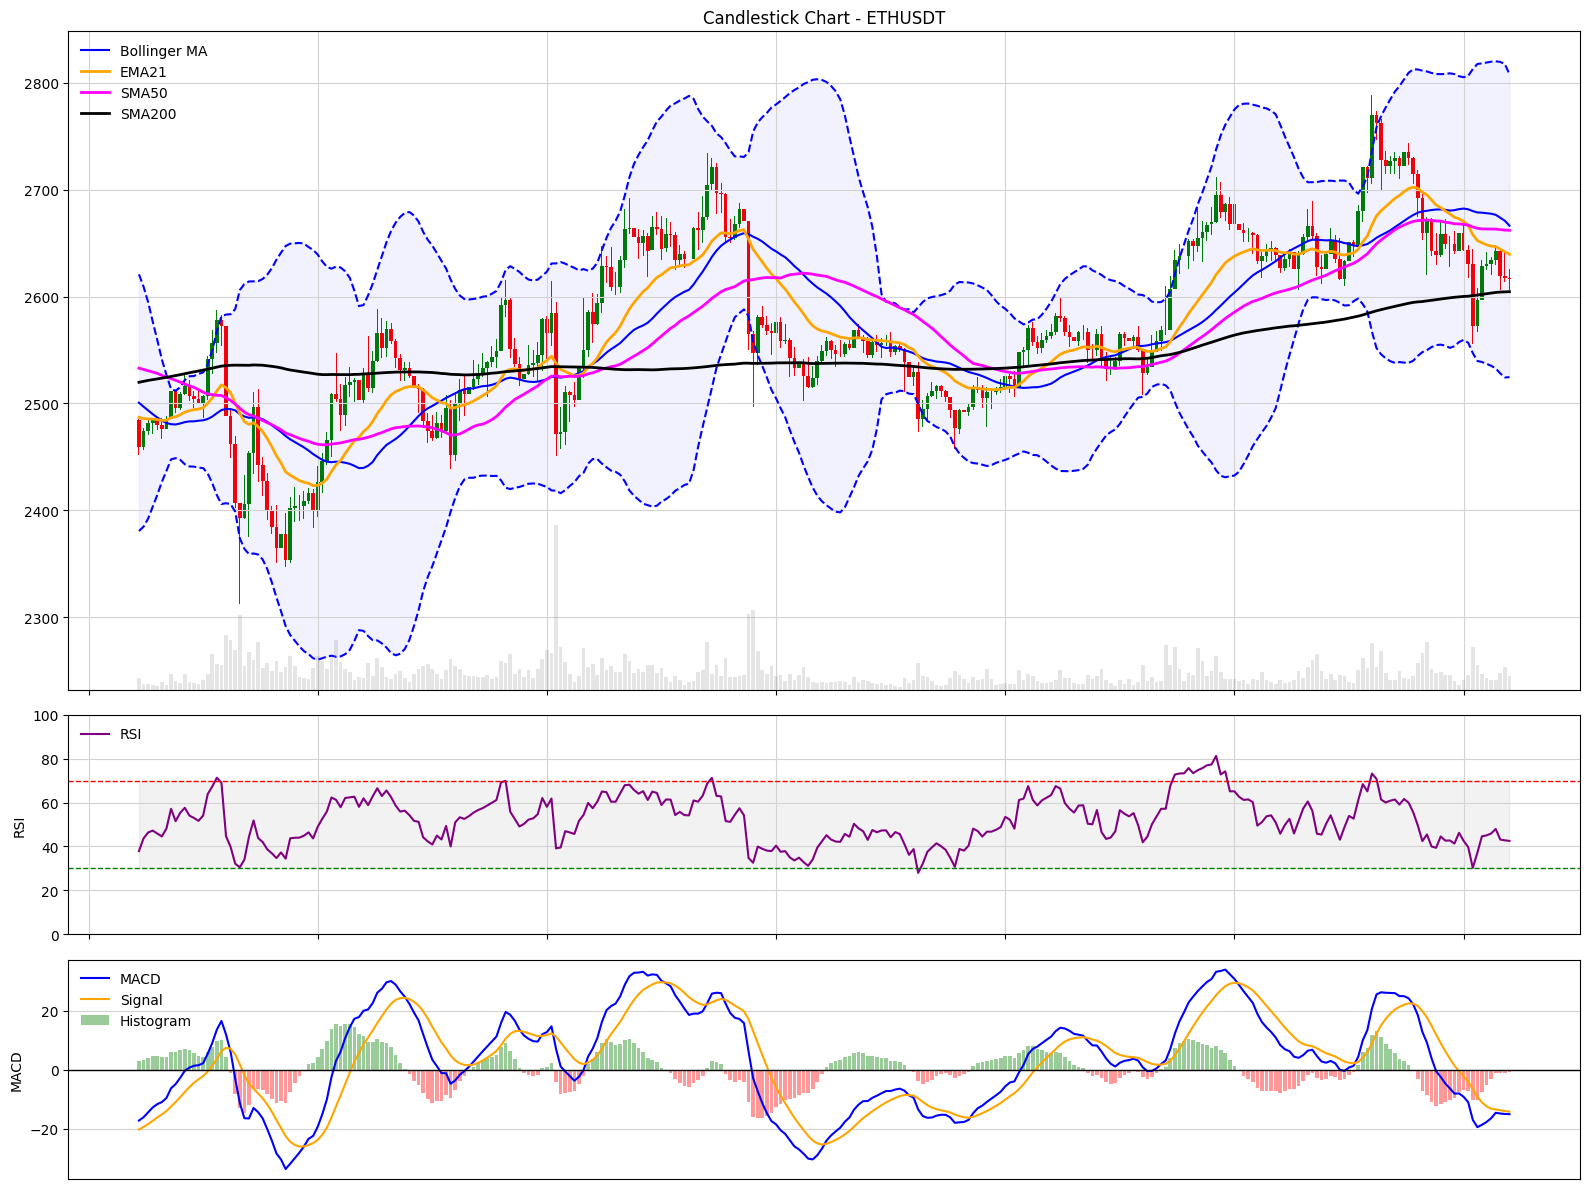 Candlestick Chart - ETHUSDT
Bollinger MA
EMA21
SMA50
SMA200
2800
2700
2600
2500
2400
2300
RSI
100
80
60
40
20
0
RSI
MACD
Signal
Histogram
20
0
−20
MACD